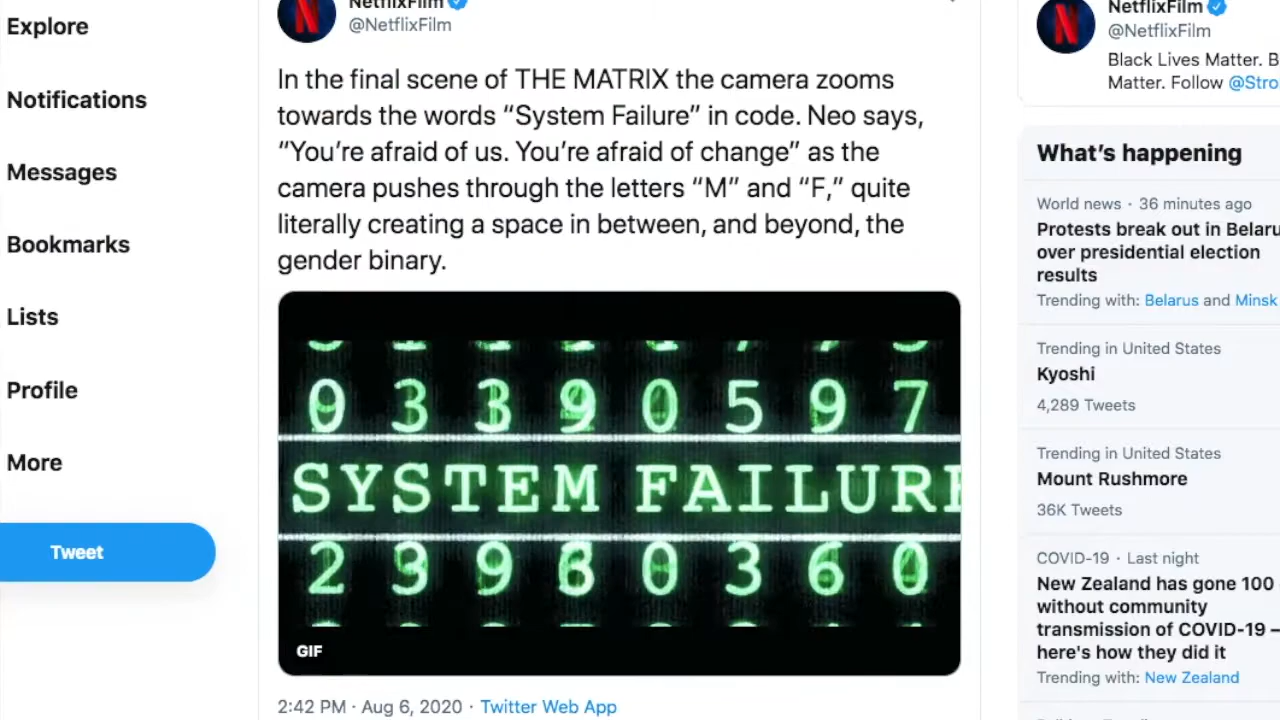 Explore
Notifications
Messages
Bookmarks
Lists
Profile
More
Tweet
NetflixFilm
@NetflixFilm
In the final scene of THE MATRIX the camera zooms
towards the words “System Failure” in code. Neo says,
“You’re afraid of us. You’re afraid of change” as the
camera pushes through the letters “M” and “F,” quite
literally creating a space in between, and beyond, the
gender binary.
0 3 3 9 0 5 9 7
SYSTEM FAILUR
2 3 9 8 0 3 6 0
GIF
2:42 PM · Aug 6, 2020 · Twitter Web App
NetflixFilm
@NetflixFilm
Black Lives Matter. B
Matter. Follow @Stro
What’s happening
World news · 36 minutes ago
Protests break out in Belaru
over presidential election
results
Trending with: Belarus and Minsk
Trending in United States
Kyoshi
4,289 Tweets
Trending in United States
Mount Rushmore
36K Tweets
COVID-19 · Last night
New Zealand has gone 100
without community
transmission of COVID-19 –
here's how they did it
Trending with: New Zealand